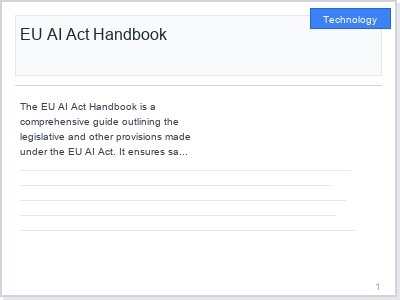 Technology
EU AI Act Handbook
The EU AI Act Handbook is a
comprehensive guide outlining the
legislative and other provisions made
under the EU AI Act. It ensures sa...
1